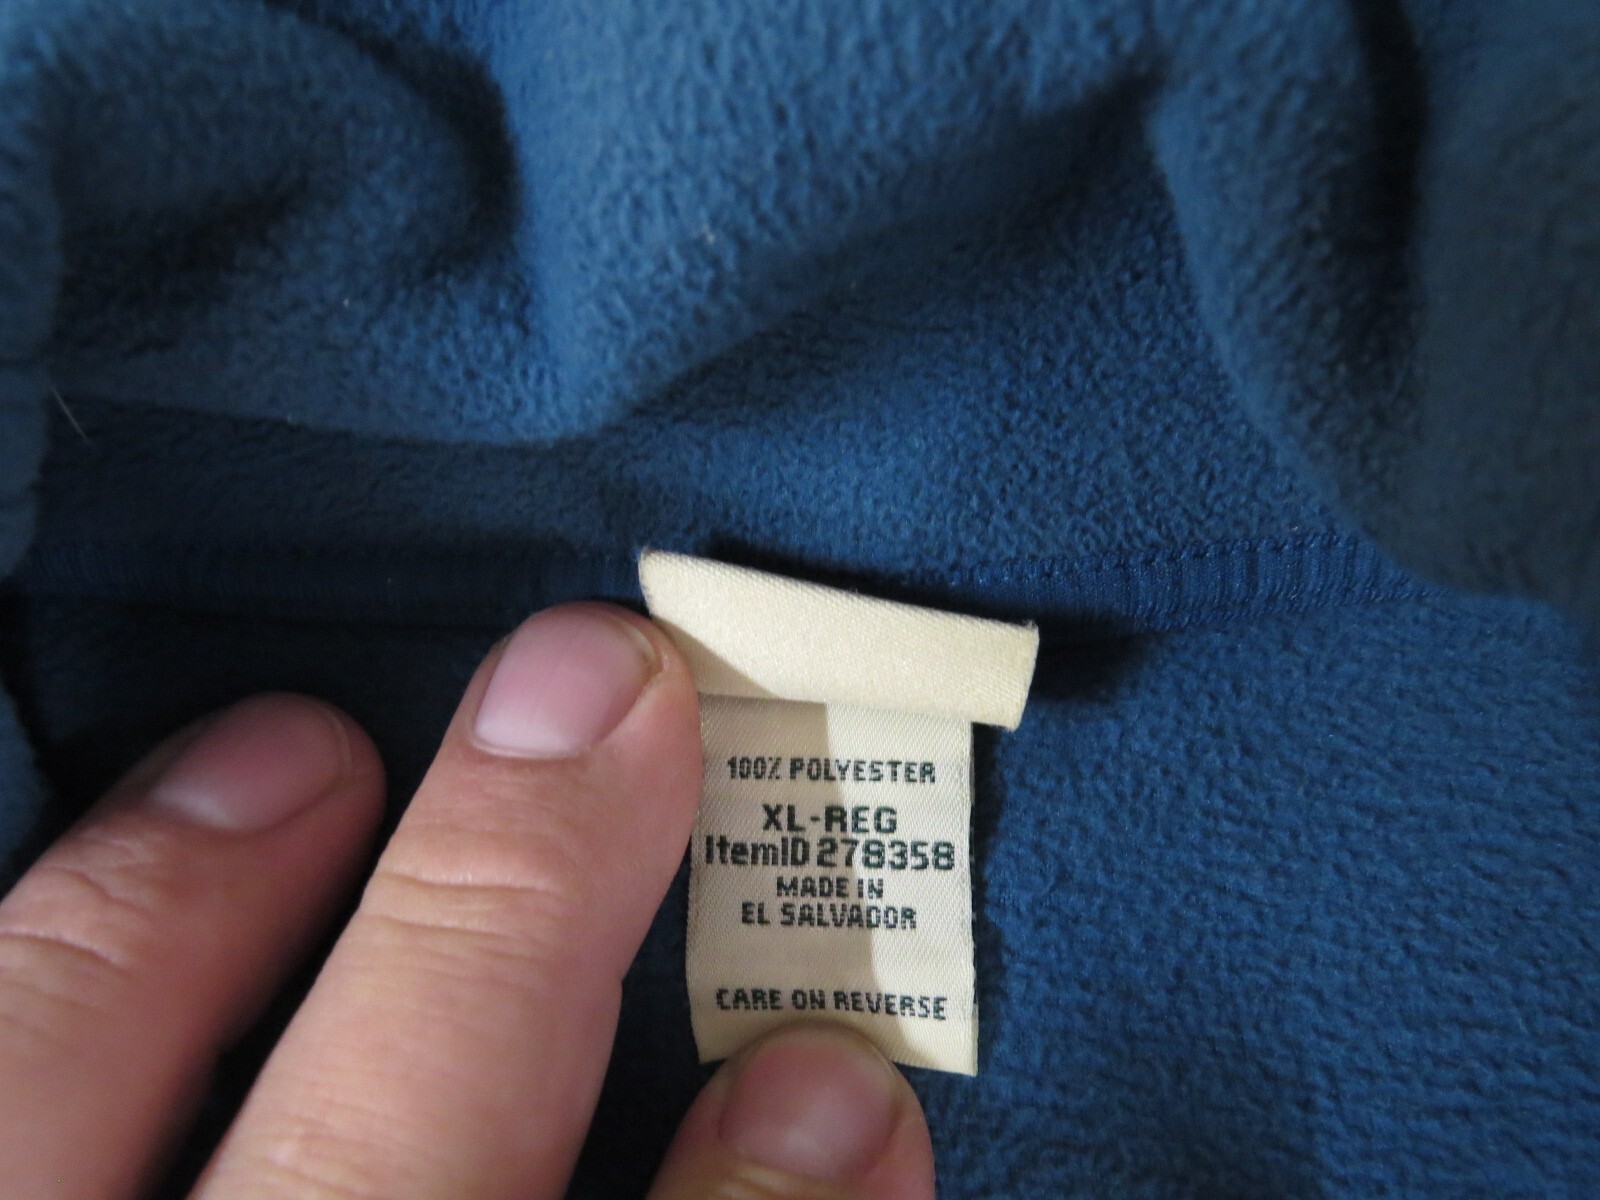 100% POLYESTER
XL-REG
ItemID 278358
MADE IN
EL SALVADOR
CARE ON REVERSE